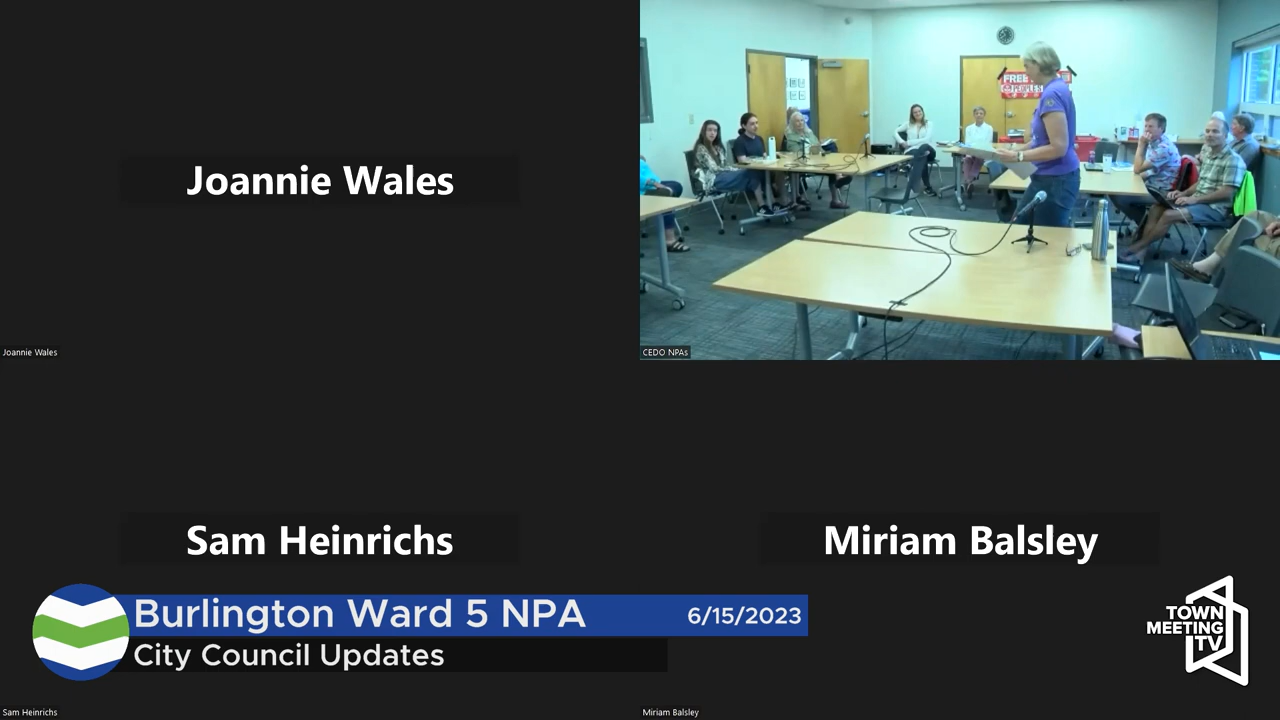 Joannie Wales
Joannie Wales
FREE
CEDO NPAs
Sam Heinrichs
Miriam Balsley
Burlington Ward 5 NPA
6/15/2023
City Council Updates
TOWN
MEETING
TV
Sam Heinrichs
Miriam Balsley